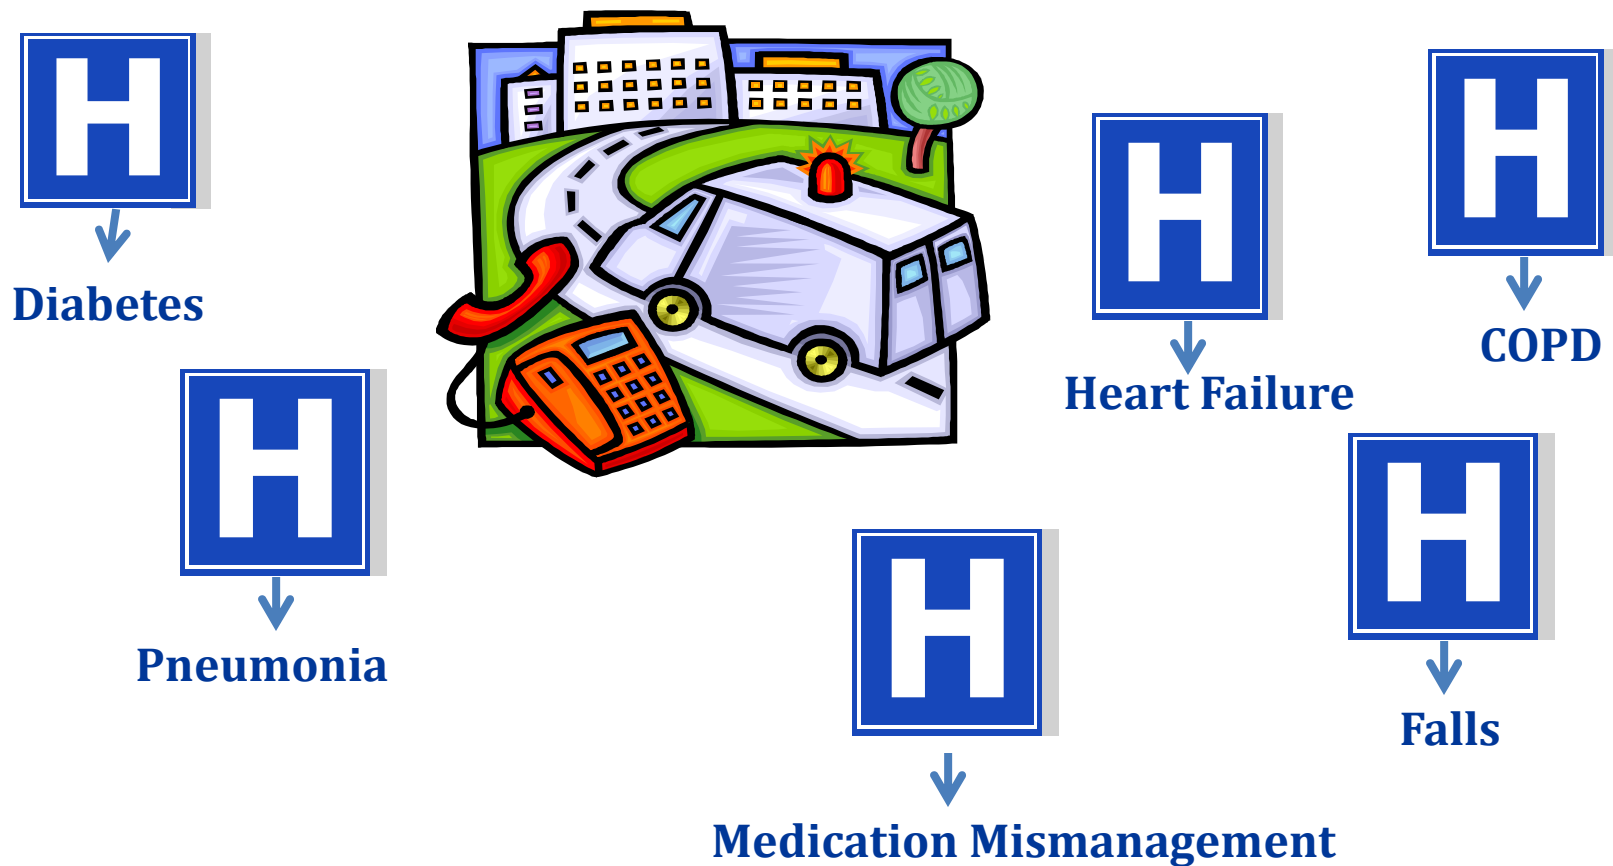 H
Diabetes
H
Pneumonia
H
Heart Failure
H
COPD
H
Falls
H
Medication Mismanagement